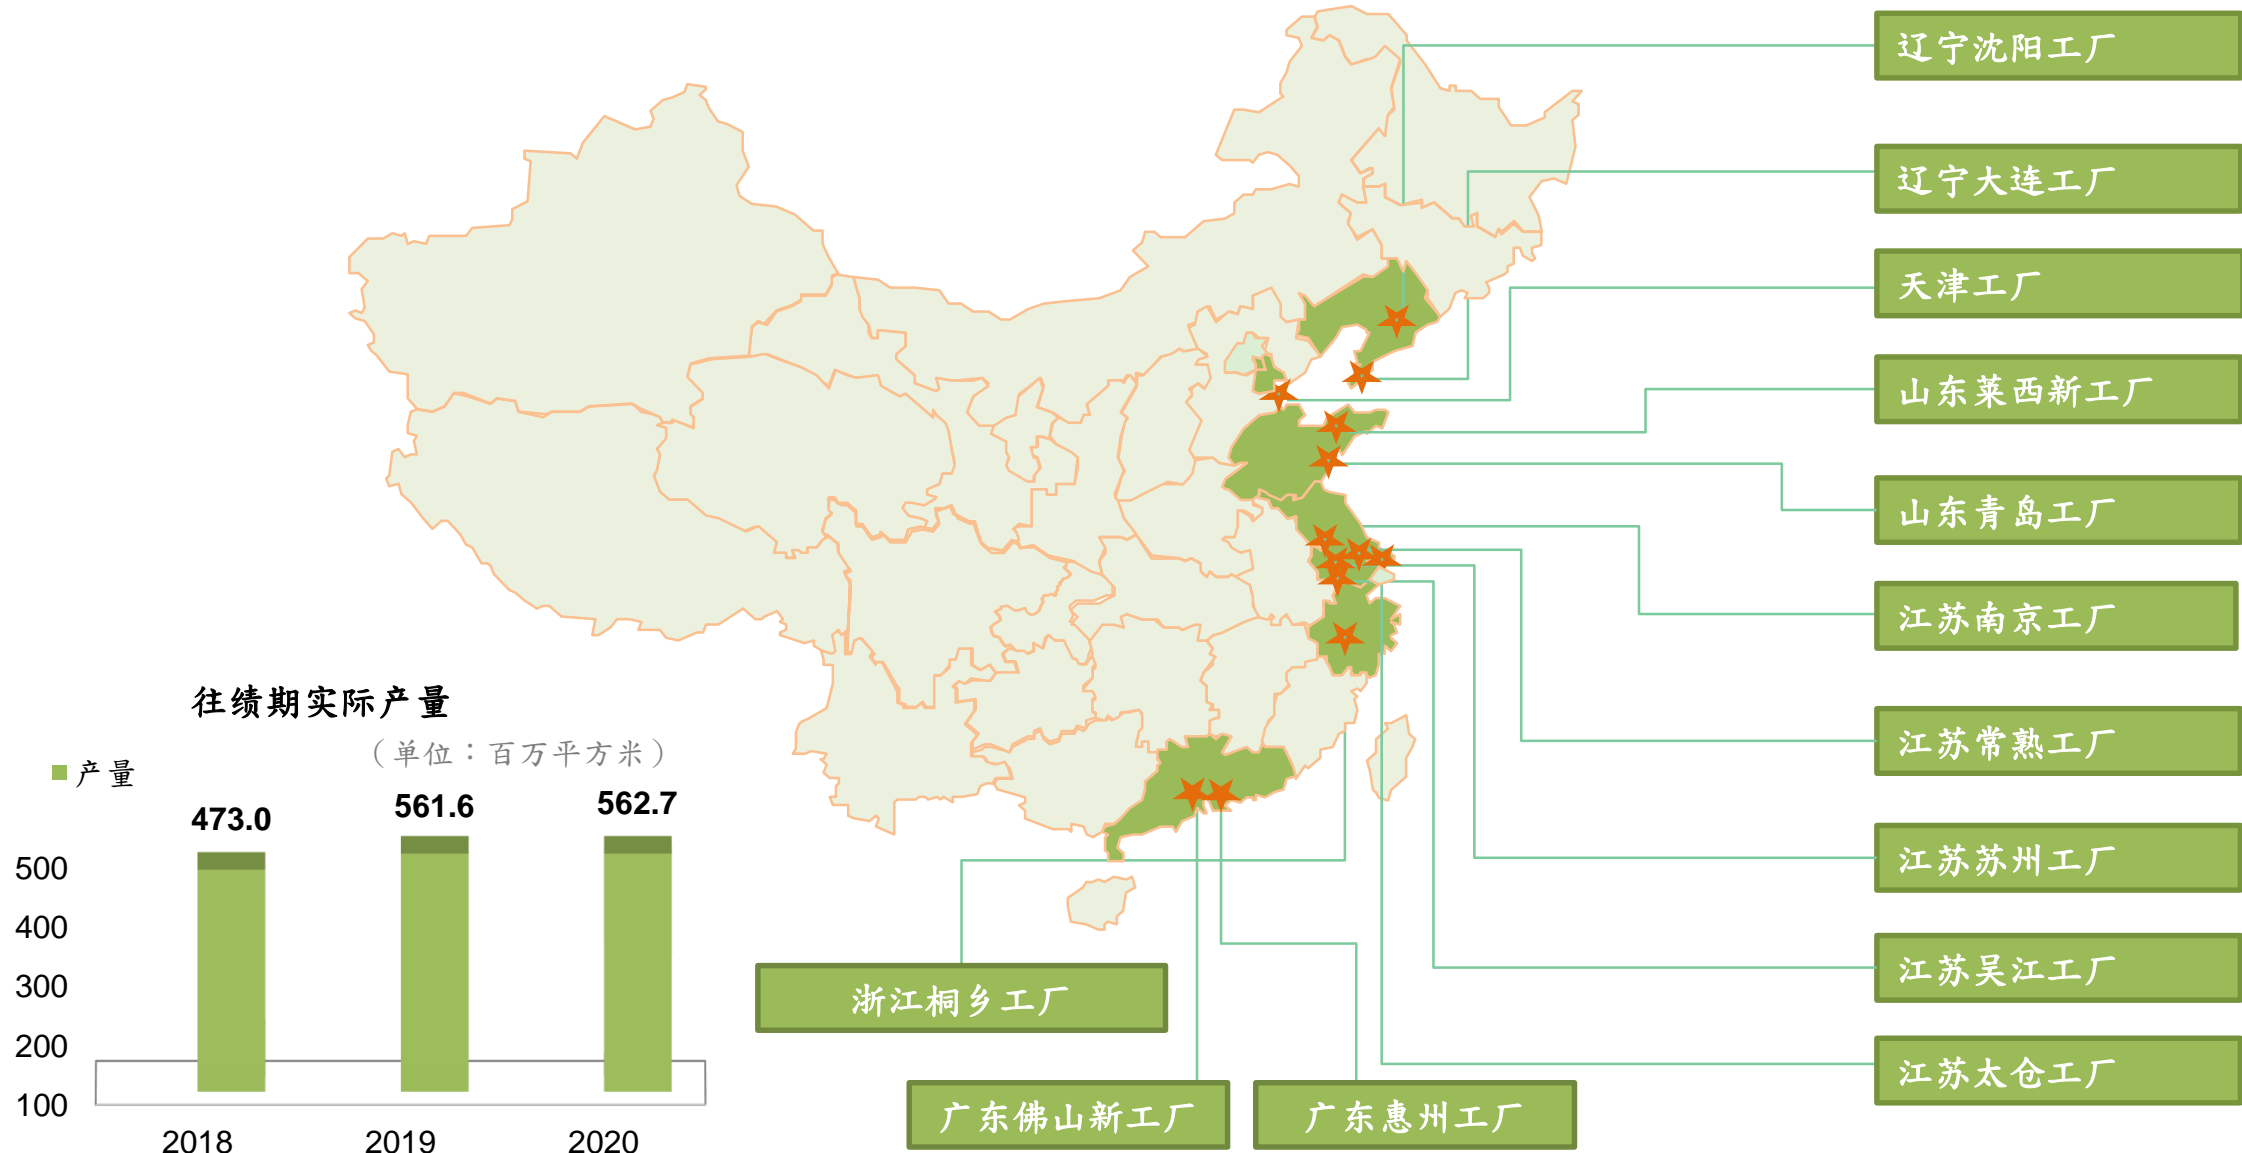 辽宁沈阳工厂
辽宁大连工厂
天津工厂
山东莱西新工厂
山东青岛工厂
江苏南京工厂
江苏常熟工厂
江苏苏州工厂
江苏吴江工厂
江苏太仓工厂
浙江桐乡工厂
广东佛山新工厂
广东惠州工厂
往绩期实际产量
（单位：百万平方米）
产量
473.0
561.6
562.7
500
400
300
200
100
2018
2019
2020